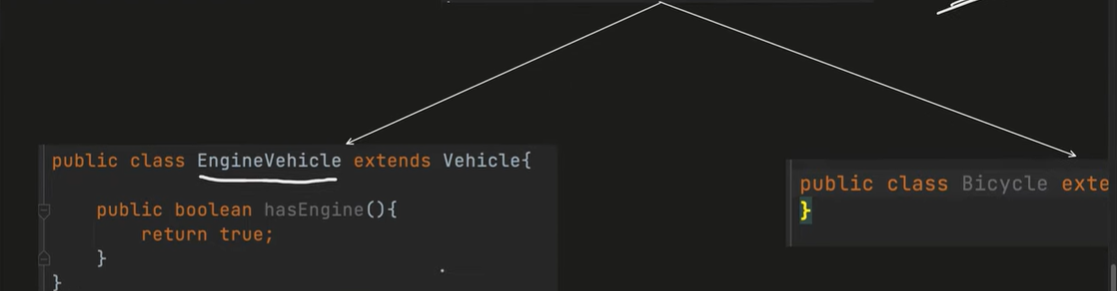 public class EngineVehicle extends Vehicle{
public boolean hasEngine(){
return true;
}
}
public class Bicycle exte
}